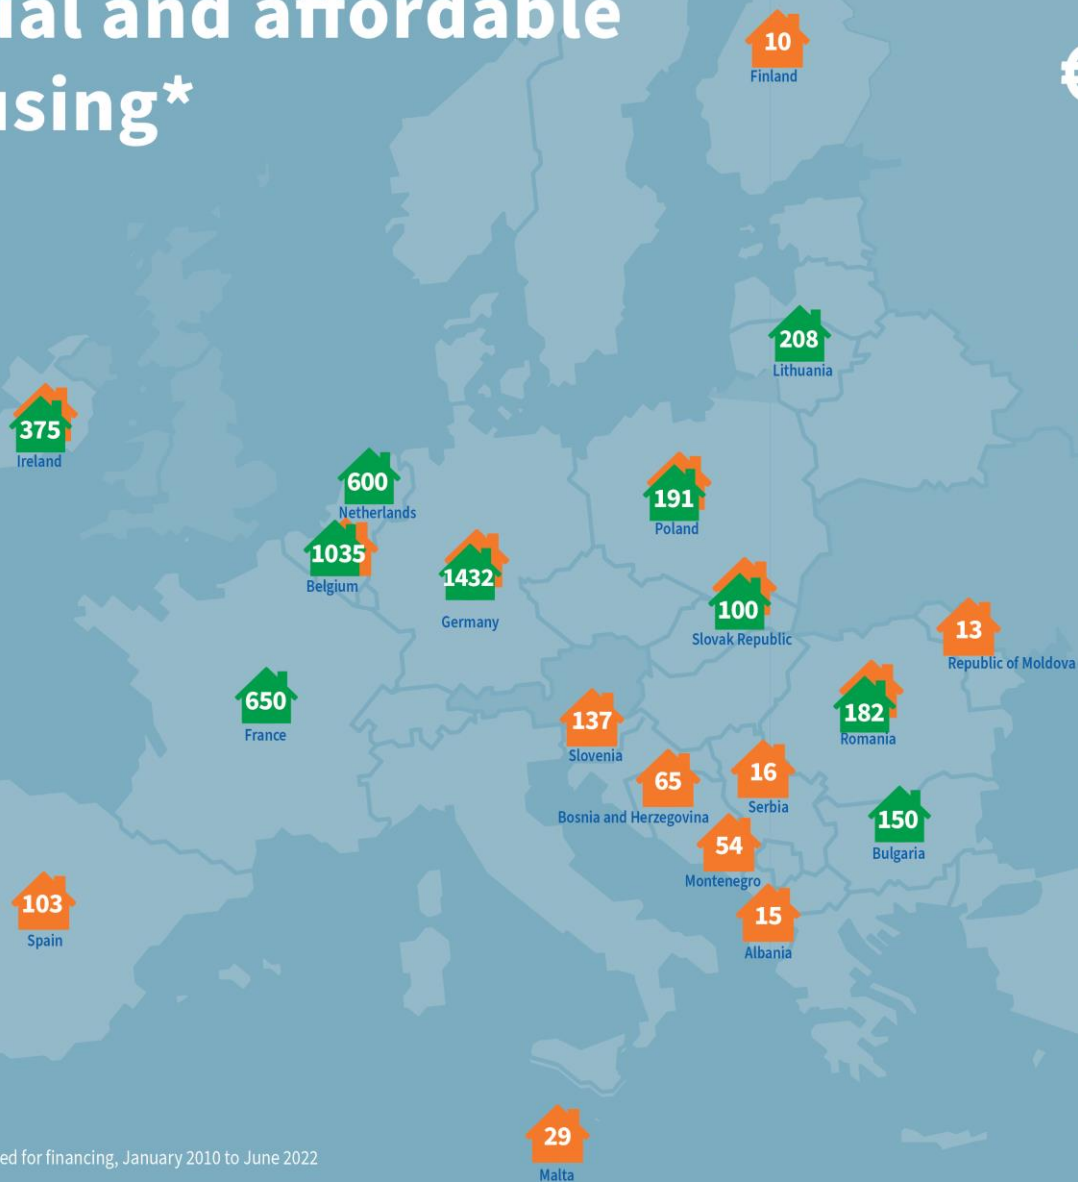 ial and affordable
using*
€
10
Finland
208
Lithuania
375
Ireland
600
Netherlands
191
Poland
1035
Belgium
1432
Germany
100
Slovak Republic
13
Republic of Moldova
650
France
137
Slovenia
182
Romania
65
Bosnia and Herzegovina
16
Serbia
150
Bulgaria
54
Montenegro
103
Spain
15
Albania
29
Malta
ed for financing, January 2010 to June 2022